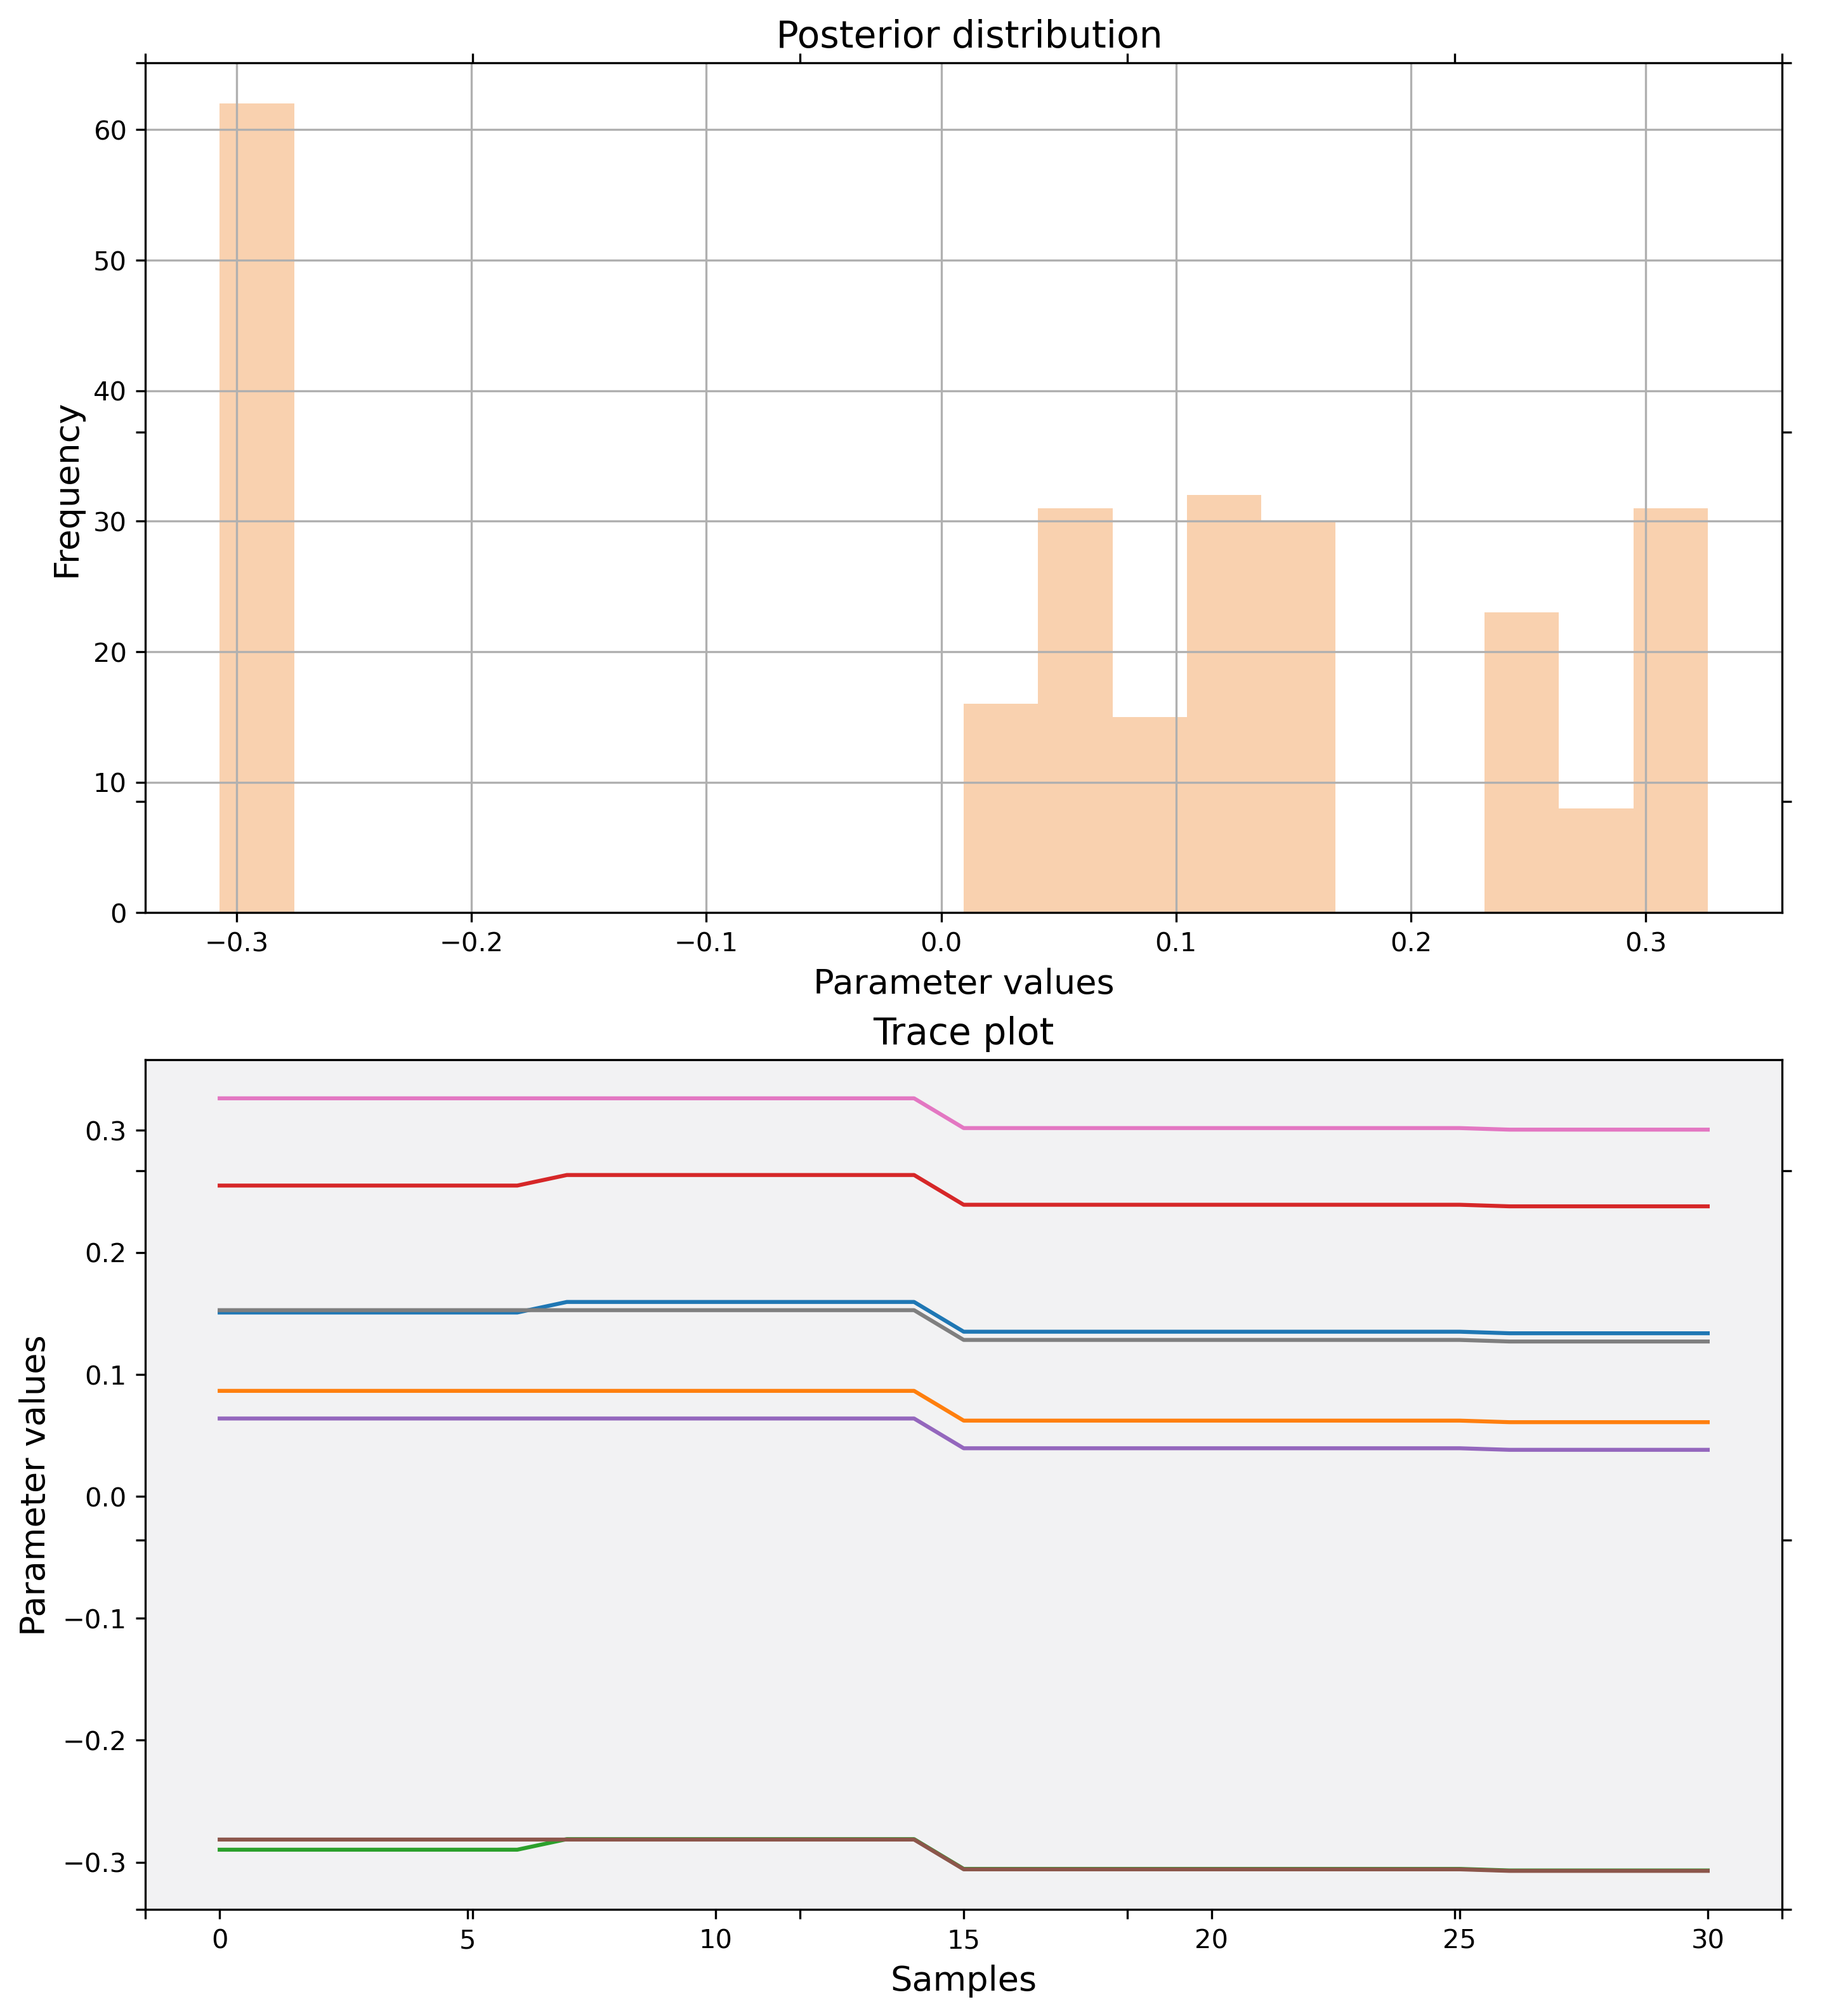 Posterior distribution
60
50
40
30
20
10
0
Frequency
−0.3 −0.2 −0.1 0.0 0.1 0.2 0.3
Parameter values
Trace plot
0.3
0.2
0.1
0.0
−0.1
−0.2
−0.3
Parameter values
0 5 10 15 20 25 30
Samples